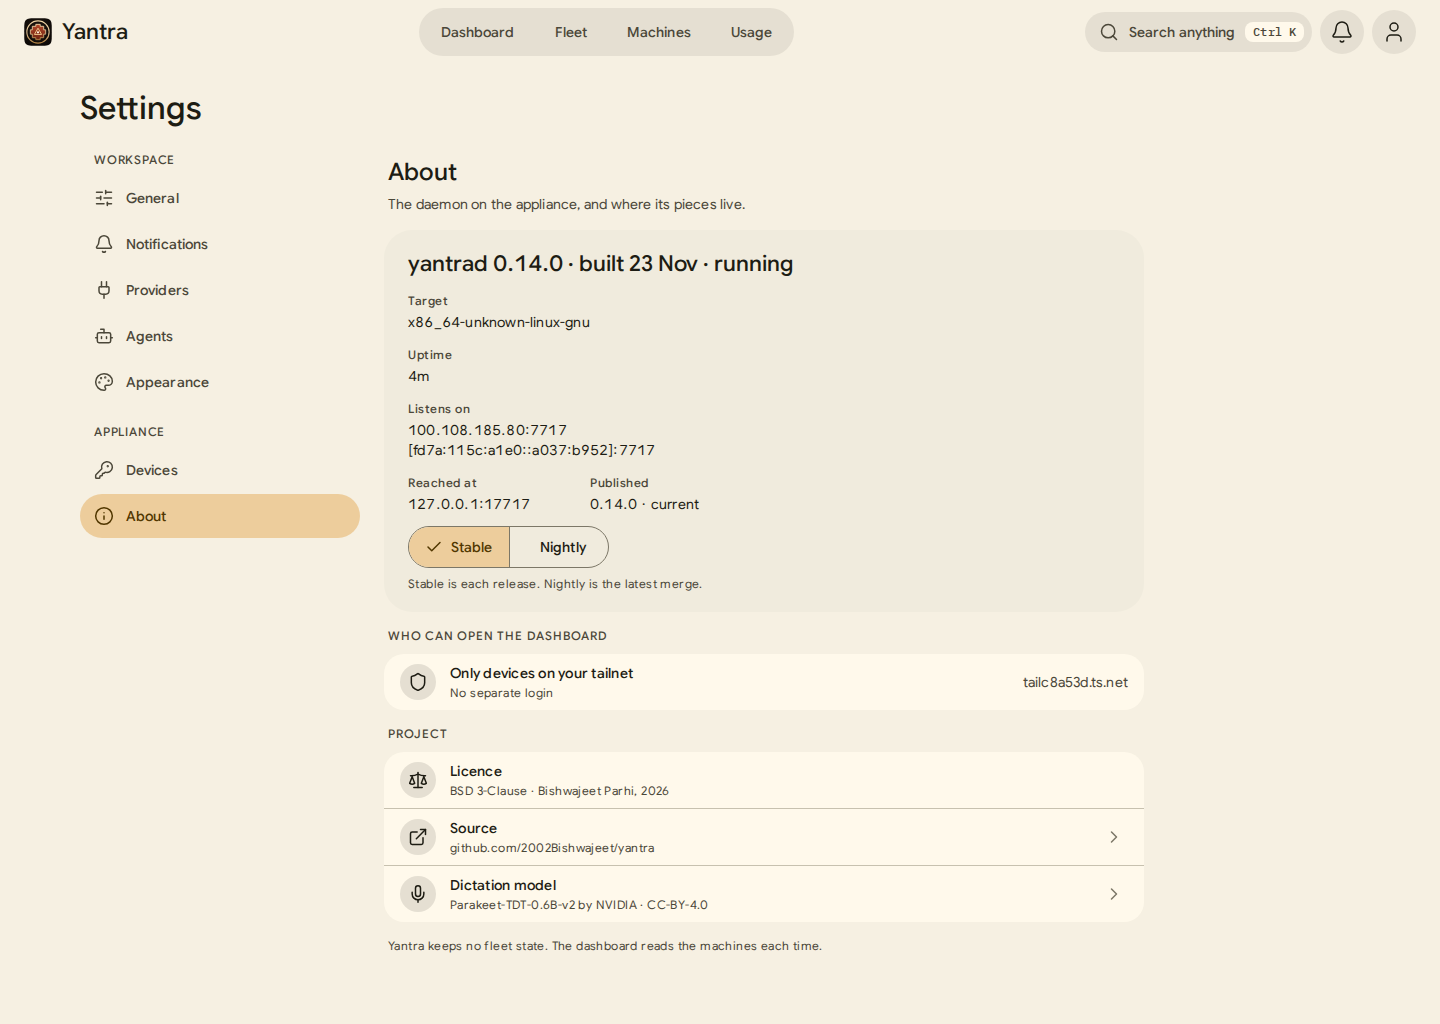 Yantra
Dashboard
Fleet
Machines
Usage
Search anything
Ctrl K
Settings
WORKSPACE
General
Notifications
Providers
Agents
Appearance
APPLIANCE
Devices
About
About
The daemon on the appliance, and where its pieces live.
yantrad 0.14.0 · built 23 Nov · running
Target
x86_64-unknown-linux-gnu
Uptime
4m
Listens on
100.108.185.80:7717
[fd7a:115c:a1e0::a037:b952]:7717
Reached at
127.0.0.1:17717
Published
0.14.0 · current
Stable
Nightly
Stable is each release. Nightly is the latest merge.
WHO CAN OPEN THE DASHBOARD
Only devices on your tailnet
No separate login
tailc8a53d.ts.net
PROJECT
Licence
BSD 3-Clause · Bishwajeet Parhi, 2026
Source
github.com/2002Bishwajeet/yantra
Dictation model
Parakeet-TDT-0.6B-v2 by NVIDIA · CC-BY-4.0
Yantra keeps no fleet state. The dashboard reads the machines each time.